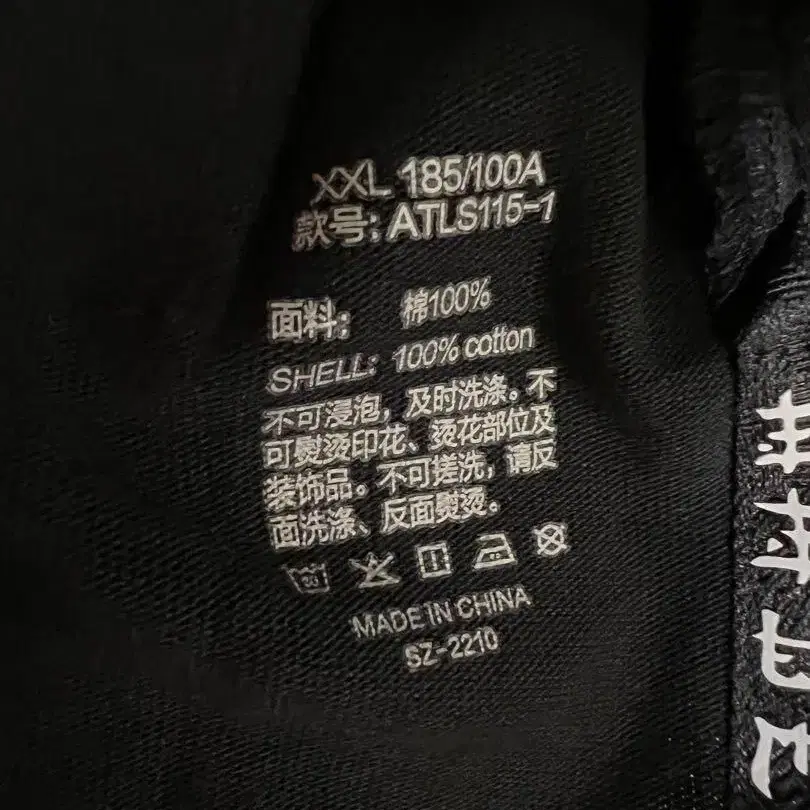 XXL 185/100A
款号: ATLS115-1
面料: 棉100%
SHELL: 100% cotton
不可浸泡，及时洗涤。不
可熨烫印花、烫花部位及
装饰品。不可搓洗，请反
面洗涤、反面熨烫。
MADE IN CHINA
SZ-2210